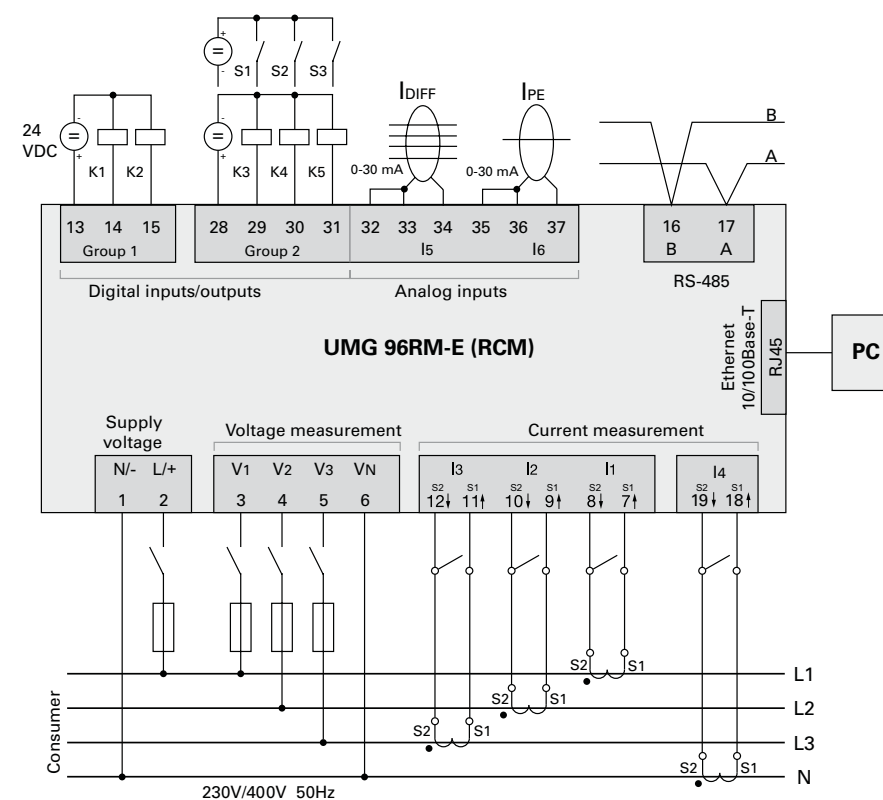 +
-
S1 S2 S3
IDIFF
IPE
24
VDC
-
+
K1 K2
-
+
K3 K4 K5
0-30 mA
0-30 mA
B
A
13 14 15
Group 1
28 29 30 31
Group 2
32 33 34 35 36 37
I5 I6
16 17
B A
Digital inputs/outputs
Analog inputs
RS-485
UMG 96RM-E (RCM)
Ethernet
10/100Base-T
RJ45
PC
Supply
voltage
Voltage measurement
Current measurement
N/- L/+
1 2
V1 V2 V3 VN
3 4 5 6
I3 I2 I1
S2 S1 S2 S1 S2 S1
12 11 10 9 8 7
I4
S2 S1
19 18
S2 S1
L1
S2 S1
L2
S2 S1
L3
S2 S1
N
Consumer
230V/400V 50Hz